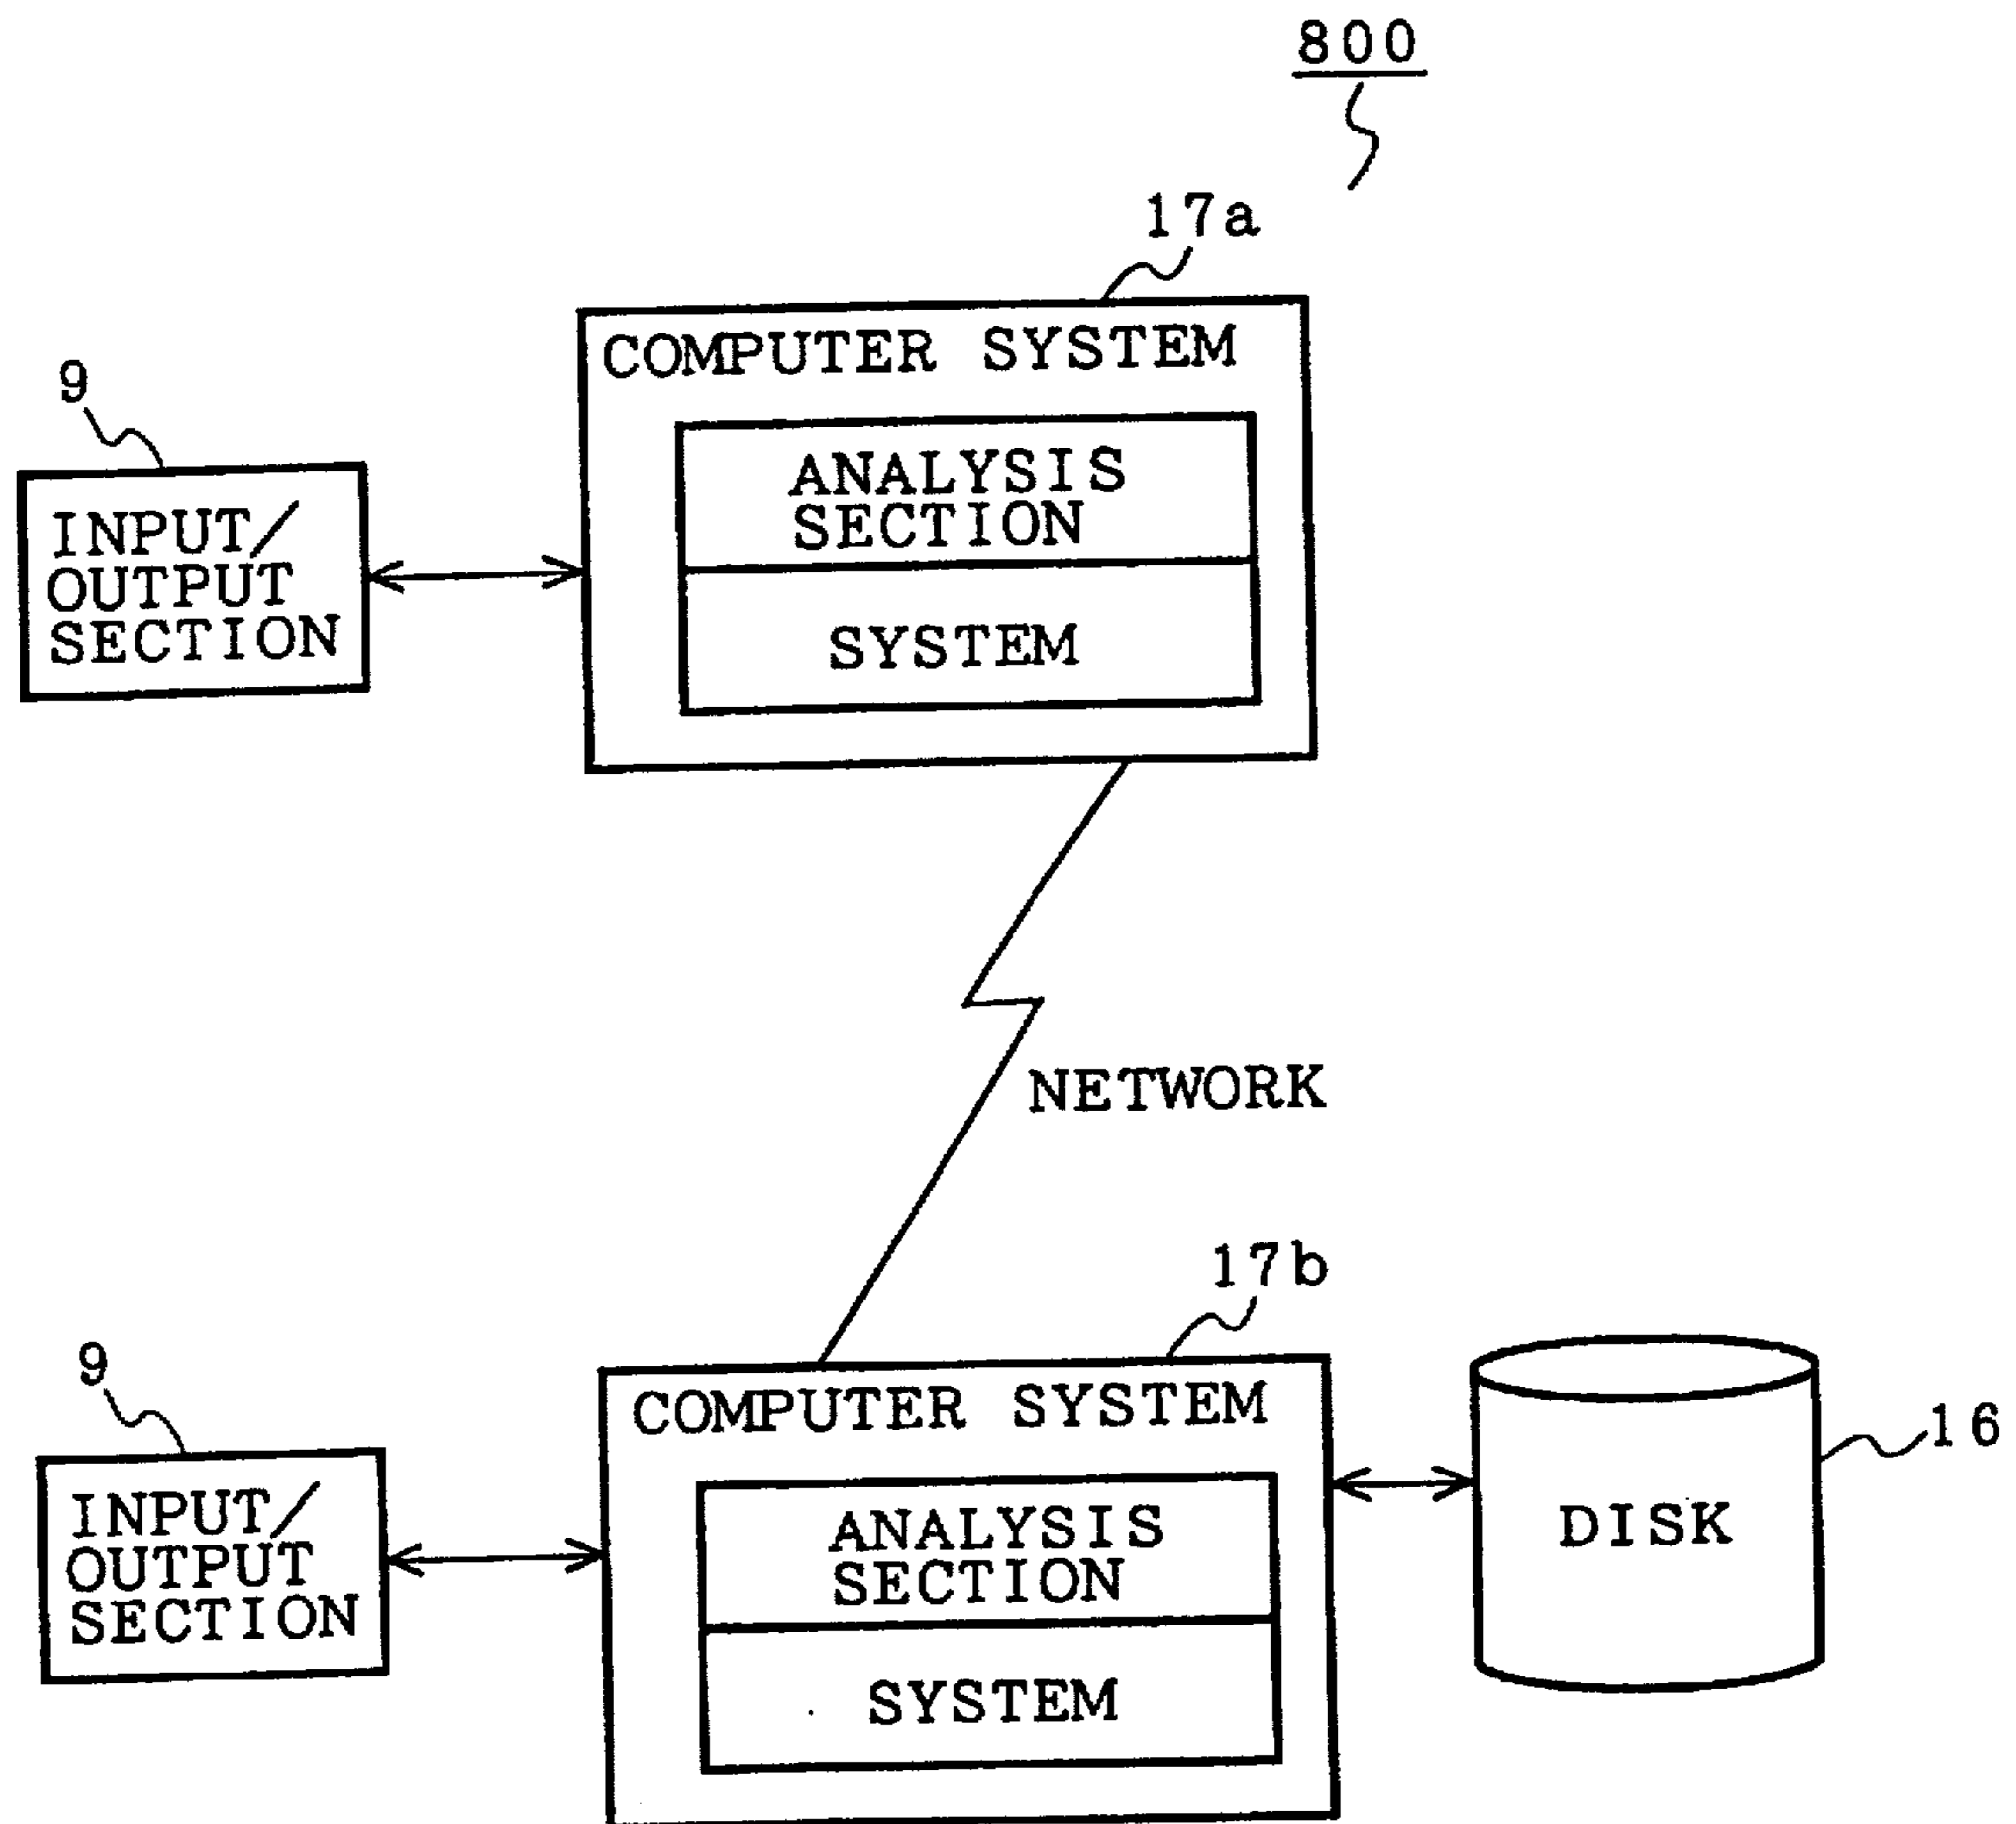 800
17a
COMPUTER SYSTEM
9
ANALYSIS
SECTION
INPUT/
OUTPUT
SECTION
SYSTEM
NETWORK
17b
9
COMPUTER SYSTEM
16
INPUT/
OUTPUT
SECTION
ANALYSIS
SECTION
DISK
SYSTEM